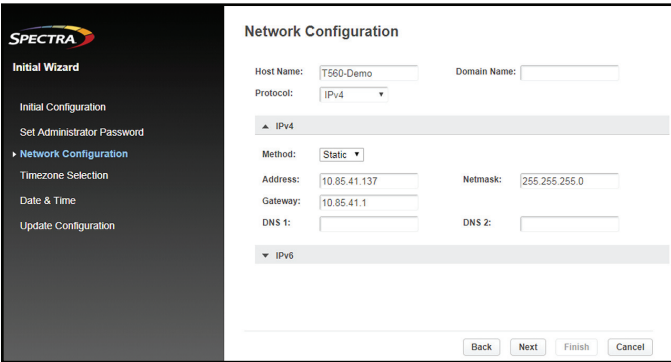 SPECTRA
Initial Wizard
Initial Configuration
Set Administrator Password
Network Configuration
Timezone Selection
Date & Time
Update Configuration
Network Configuration
Host Name: T560-Demo Domain Name:
Protocol: IPv4
IPv4
Method: Static
Address: 10.85.41.137 Netmask: 255.255.255.0
Gateway: 10.85.41.1
DNS 1: DNS 2:
IPv6
Back Next Finish Cancel